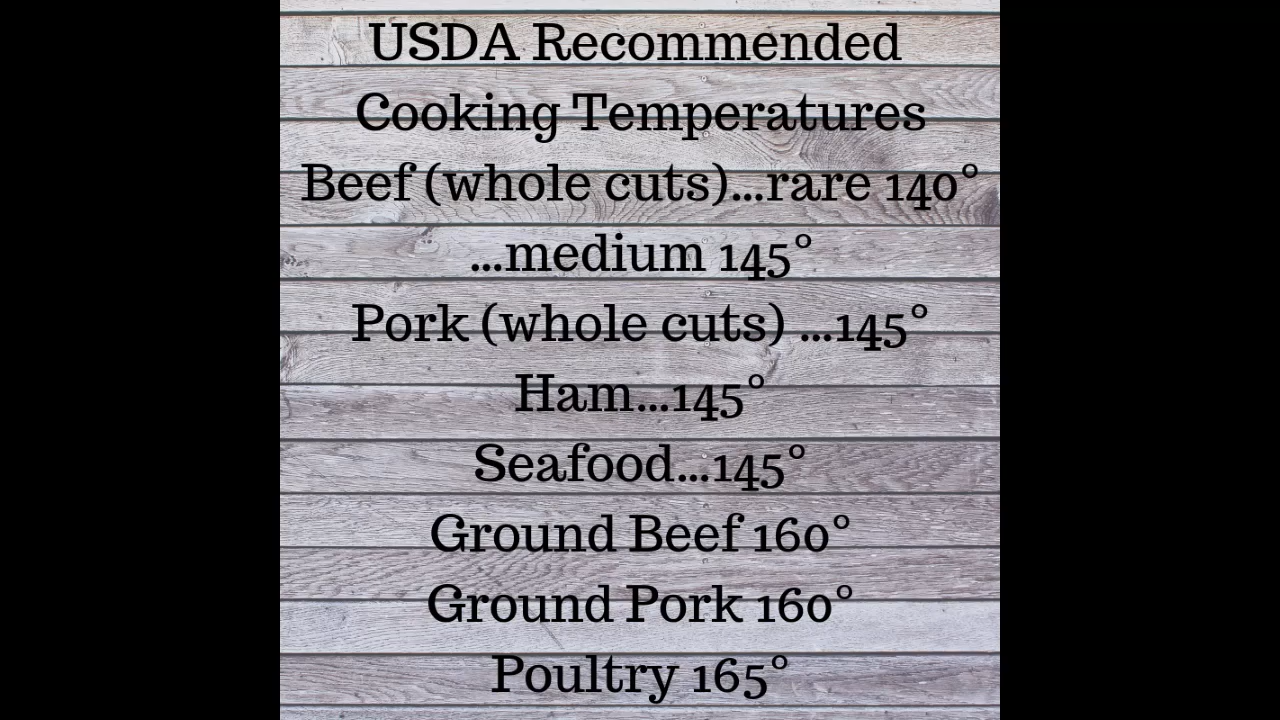 USDA Recommended
Cooking Temperatures
Beef (whole cuts)...rare 140°
...medium 145°
Pork (whole cuts) ...145°
Ham...145°
Seafood...145°
Ground Beef 160°
Ground Pork 160°
Poultry 165°